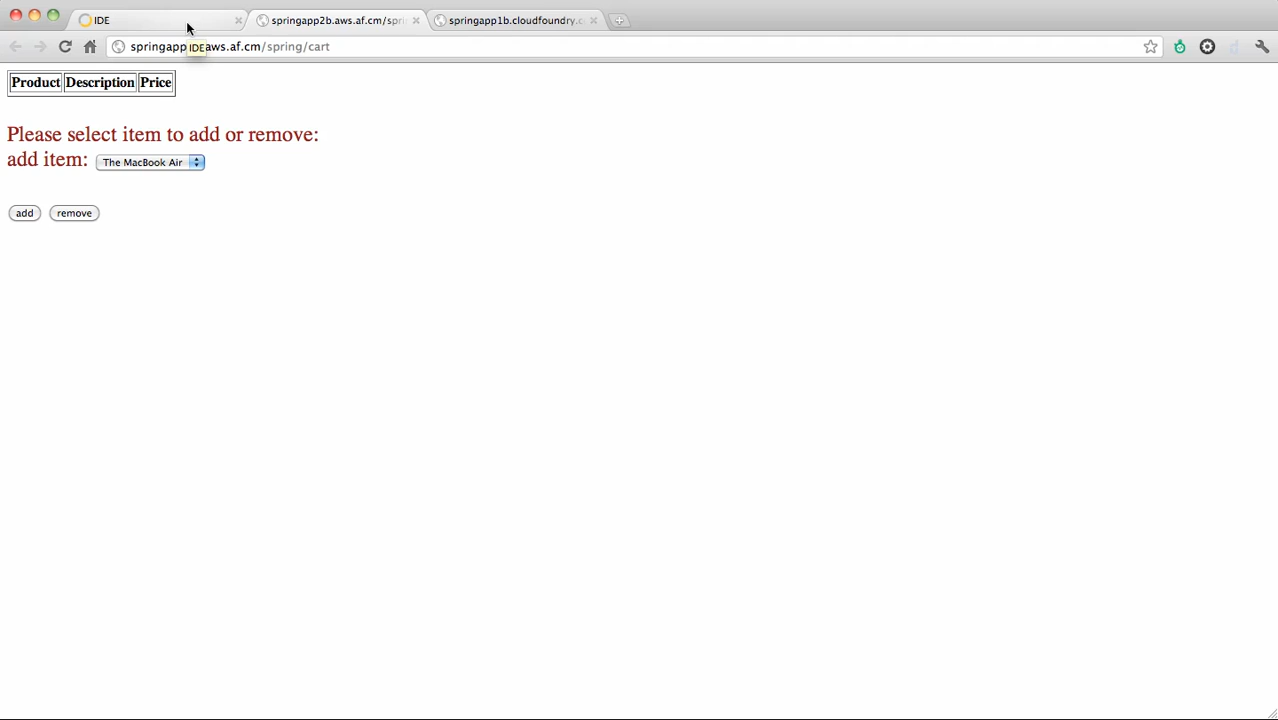 IDE
springapp2b.aws.af.cm/spri
springapp1b.cloudfoundry.c
springapp
IDE
aws.af.cm/spring/cart
Product Description Price
Please select item to add or remove:
add item: The MacBook Air
add remove